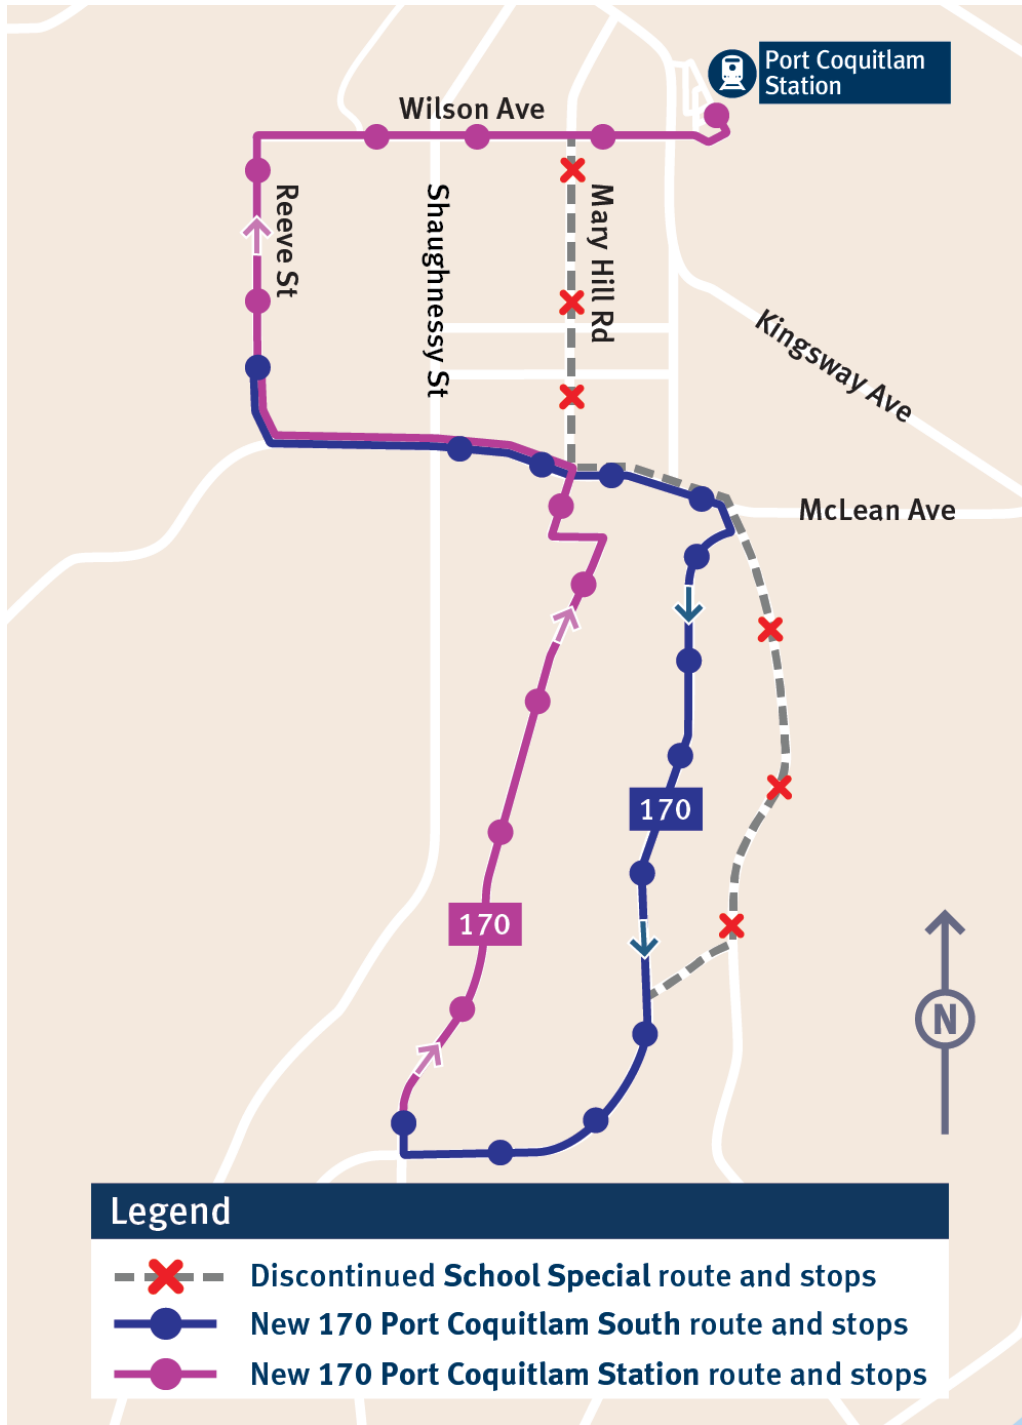 Port Coquitlam
Station
Wilson Ave
Reeve St
Shaughnessy St
Mary Hill Rd
Kingsway Ave
McLean Ave
170
170
N
Legend
Discontinued School Special route and stops
New 170 Port Coquitlam South route and stops
New 170 Port Coquitlam Station route and stops